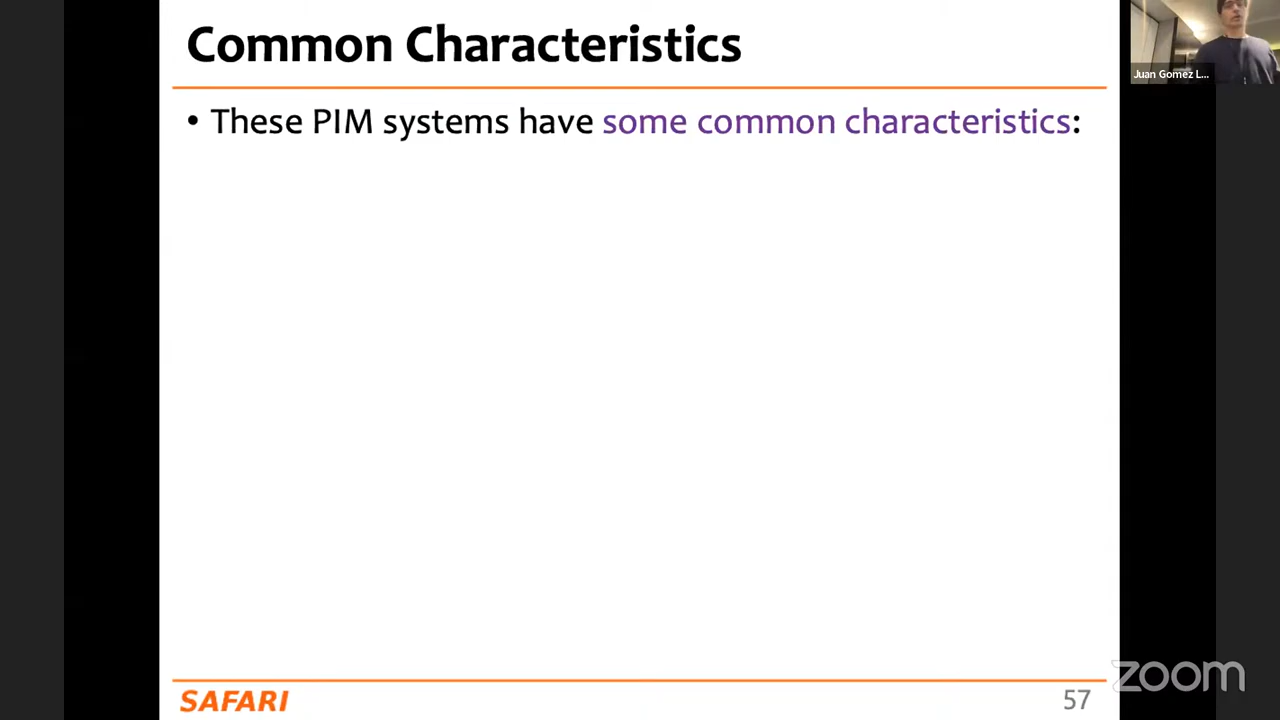 Common Characteristics
Juan Gomez L...
• These PIM systems have some common characteristics:
SAFARI
57
zoom